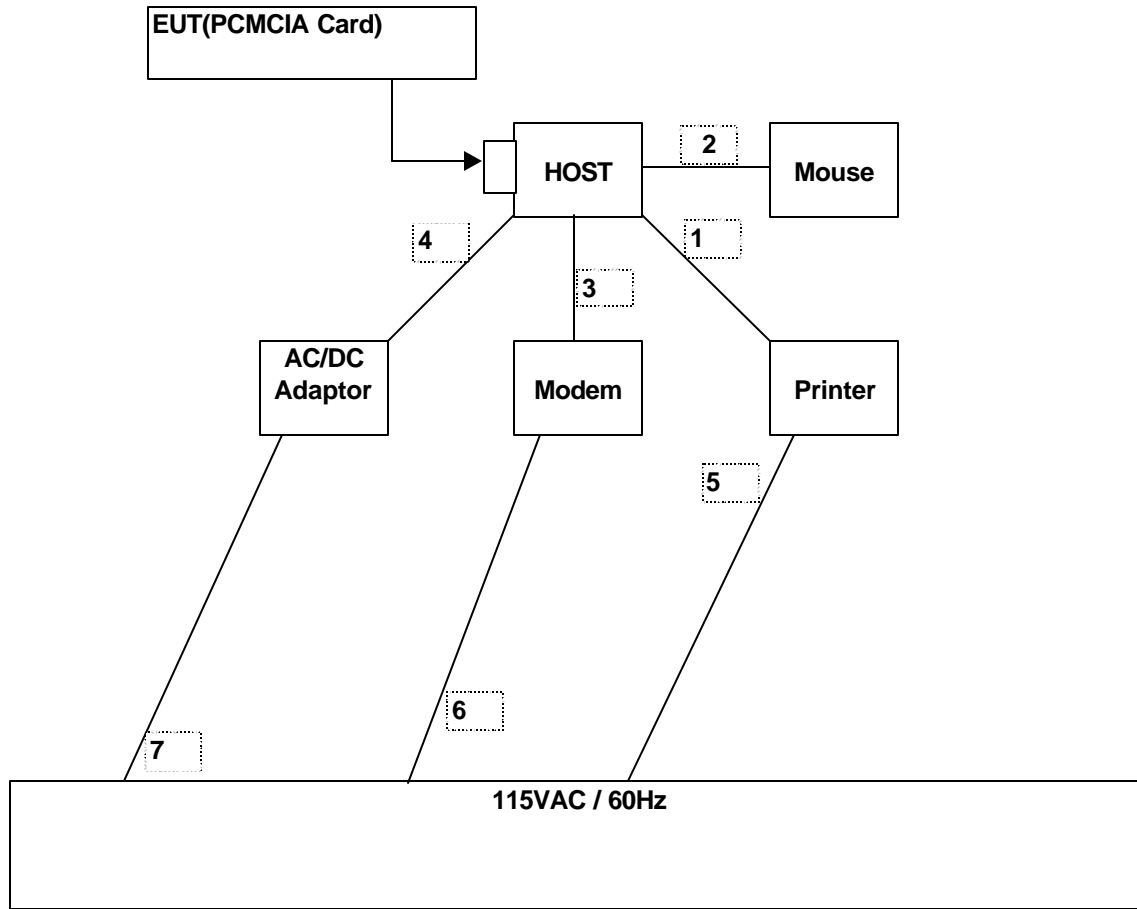 EUT(PCMCIA Card)
HOST
2
Mouse
4
1
3
AC/DC
Adaptor
Modem
Printer
5
6
7
115VAC / 60Hz